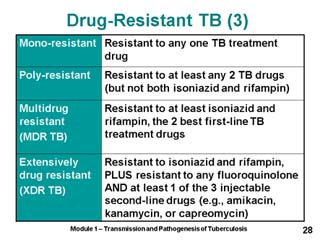 Drug-Resistant TB (3)
Mono-resistant
Resistant to any one TB treatment
drug
Poly-resistant
Resistant to at least any 2 TB drugs
(but not both isoniazid and rifampin)
Multidrug
resistant
(MDR TB)
Resistant to at least isoniazid and
rifampin, the 2 best first-line TB
treatment drugs
Extensively
drug resistant
(XDR TB)
Resistant to isoniazid and rifampin,
PLUS resistant to any fluoroquinolone
AND at least 1 of the 3 injectable
second-line drugs (e.g., amikacin,
kanamycin, or capreomycin)
Module 1 – Transmission and Pathogenesis of Tuberculosis
28